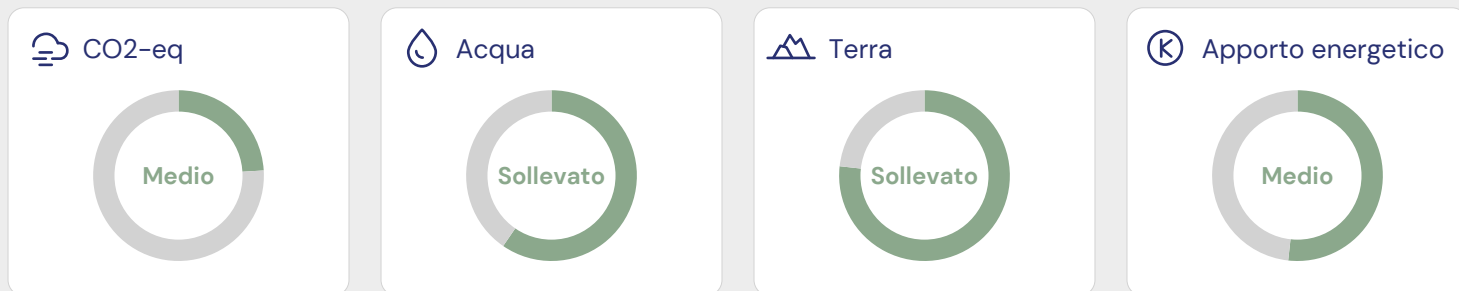 CO2-eq
Medio
Acqua
Sollevato
Terra
Sollevato
Apporto energetico
Medio